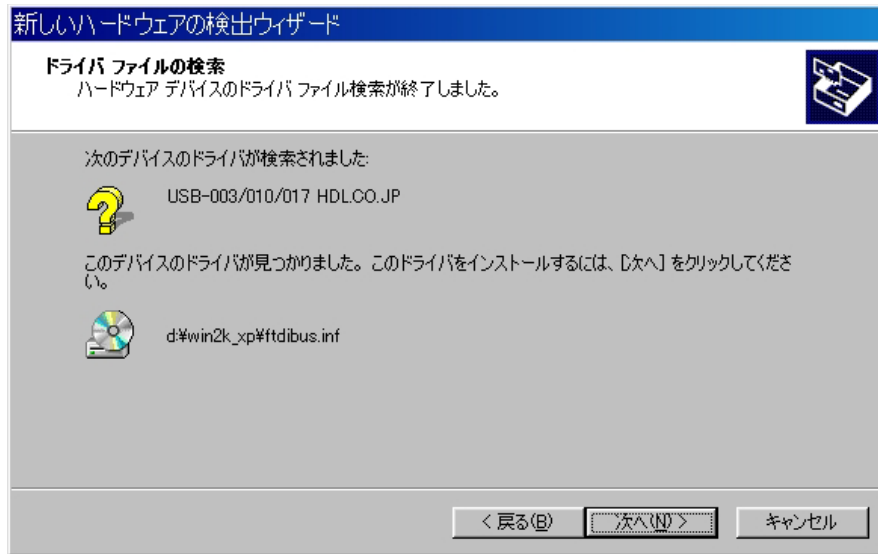 新しいハードウェアの検出ウィザード
ドライバ ファイルの検索
ハードウェア デバイスのドライバ ファイル検索が終了しました。
次のデバイスのドライバが検索されました:
USB-003/010/017 HDL.CO.JP
このデバイスのドライバが見つかりました。このドライバをインストールするには、[次へ] をクリックしてくださ
い。
d:¥win2k_xp¥ftdibus.inf
< 戻る(B)
次へ(N) >
キャンセル